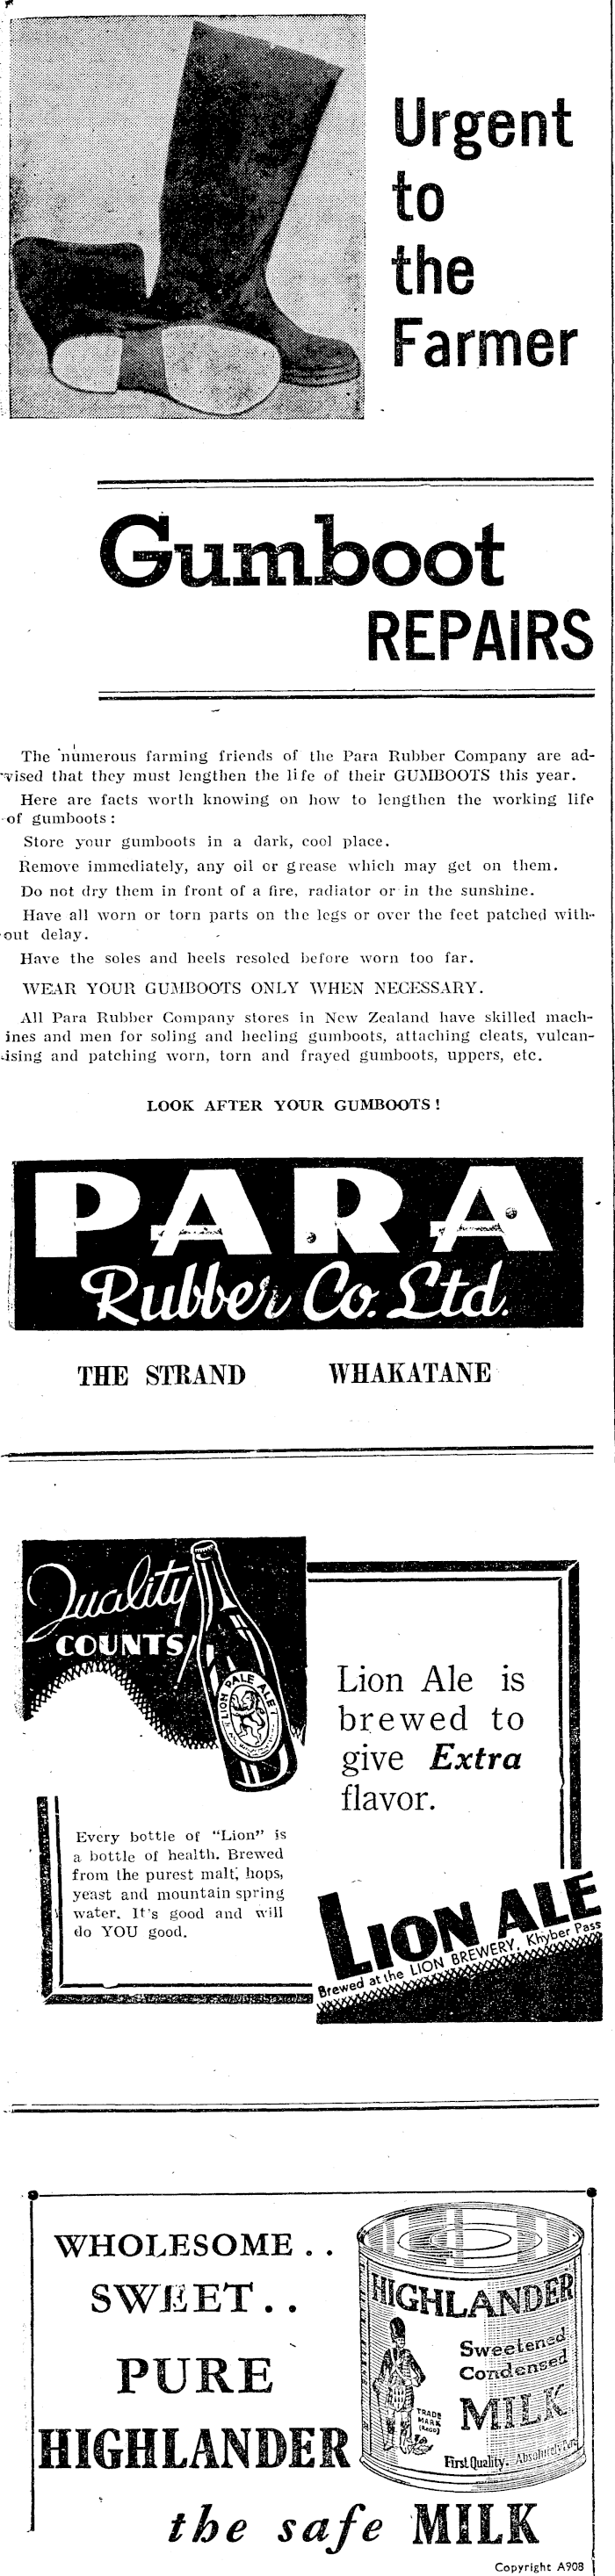 Urgent
to
the
Farmer
Gumboot
REPAIRS
The numerous farming friends of the Para Rubber Company are ad-
vised that they must lengthen the life of their GUMBOOTS this year.
Here are facts worth knowing on how to lengthen the working life
of gumboots:
Store your gumboots in a dark, cool place.
Remove immediately, any oil or grease which may get on them.
Do not dry them in front of a fire, radiator or in the sunshine.
Have all worn or torn parts on the legs or over the feet patched with-
out delay.
Have the soles and heels resoled before worn too far.
WEAR YOUR GUMBOOTS ONLY WHEN NECESSARY.
All Para Rubber Company stores in New Zealand have skilled mach-
ines and men for soling and heeling gumboots, attaching cleats, vulcan-
ising and patching worn, torn and frayed gumboots, uppers, etc.
LOOK AFTER YOUR GUMBOOTS!
PARA
Rubber Co. Ltd.
THE STRAND WHAKATANE
Quality
COUNTS
LION PALE ALE
Lion Ale is
brewed to
give Extra
flavor.
Every bottle of "Lion" is
a bottle of health. Brewed
from the purest malt, hops,
yeast and mountain spring
water. It's good and will
do YOU good.
LION ALE
Brewed at the LION BREWERY, Khyber Pass
WHOLESOME . .
SWEET . .
PURE
HIGHLANDER
the safe MILK
HIGHLANDER
Sweetened
Condensed
MILK
TRADE
MARK
First Quality. Absolutely Pure
Copyright A908